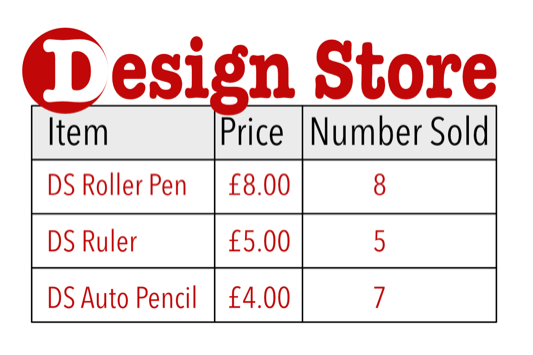 Design Store
Item Price Number Sold
DS Roller Pen £8.00 8
DS Ruler £5.00 5
DS Auto Pencil £4.00 7